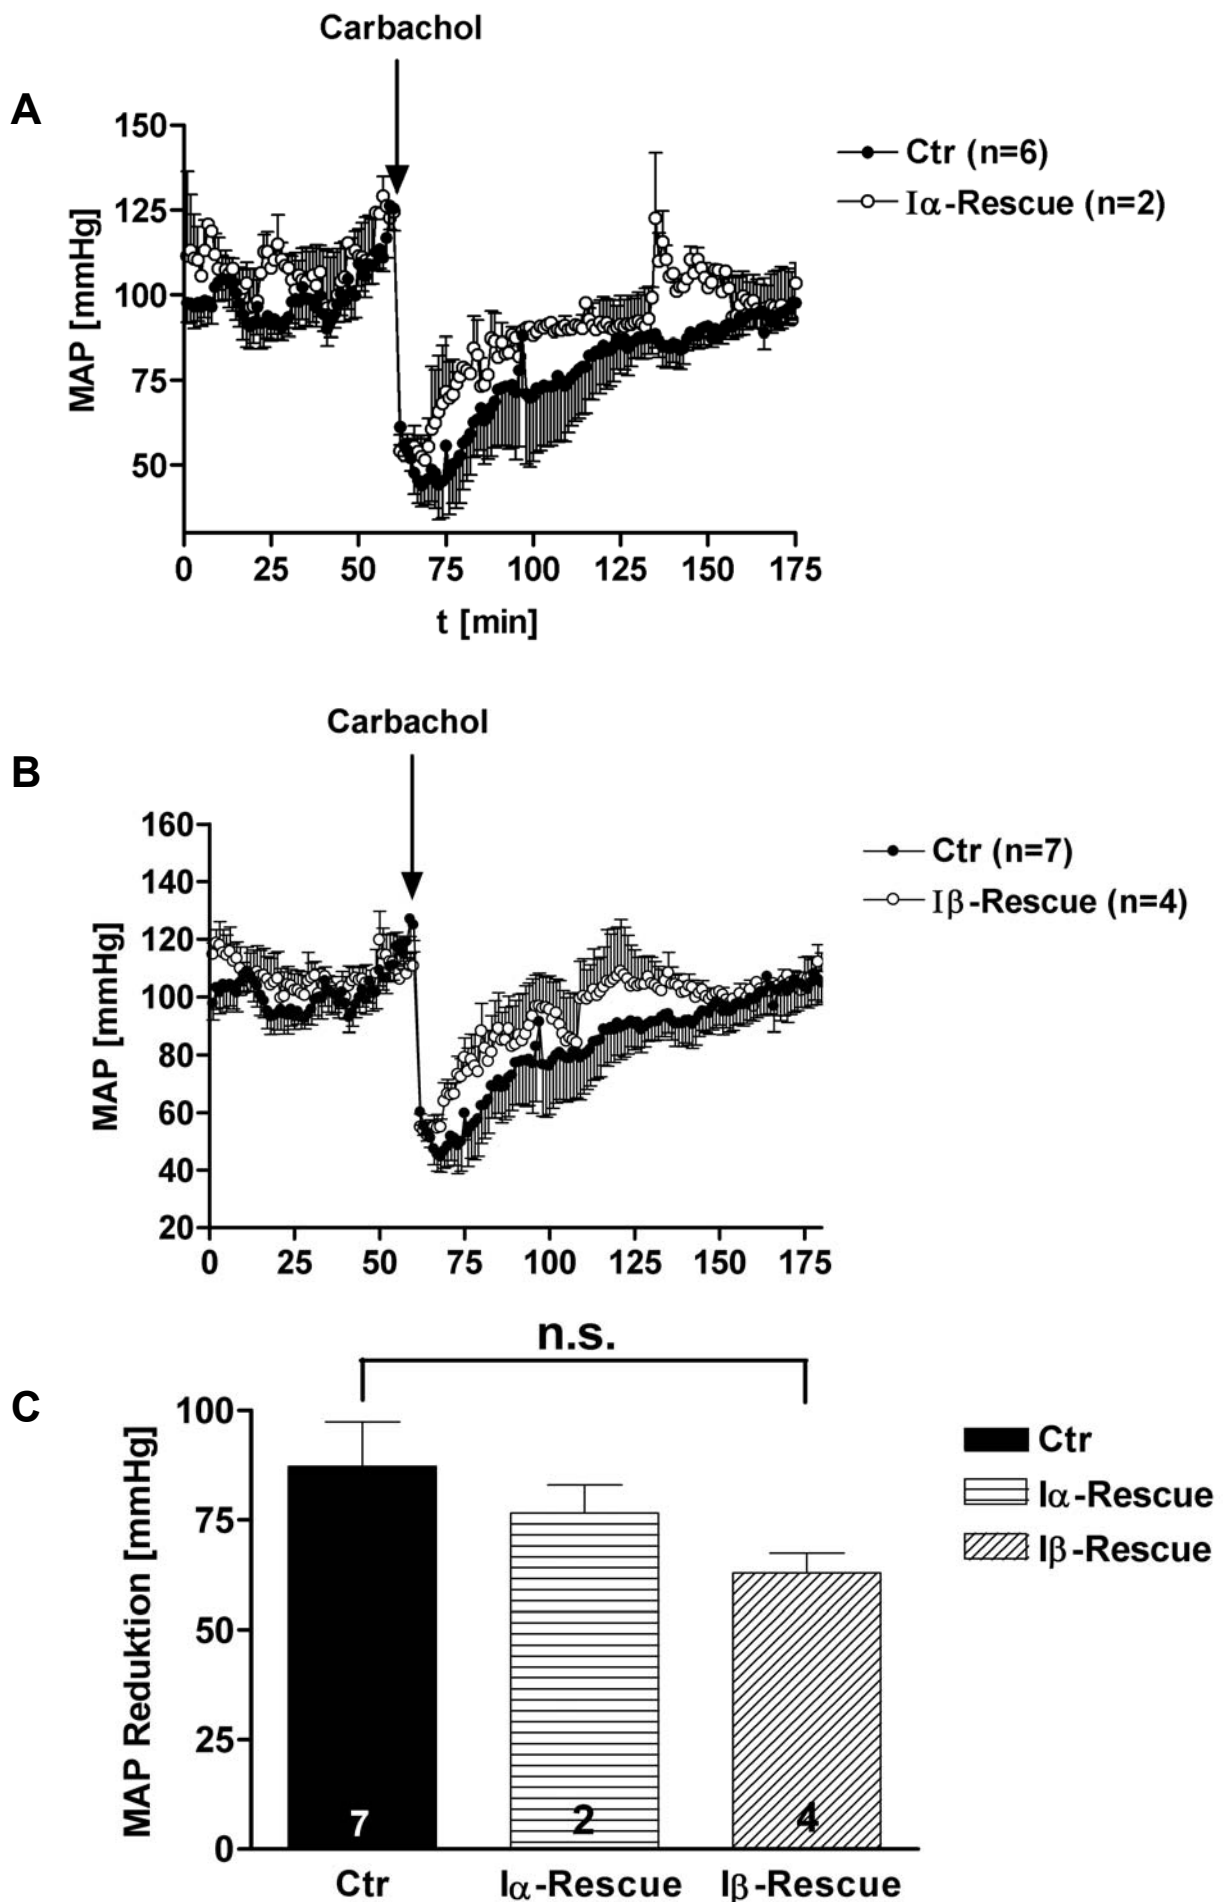 Carbachol
A
150
125
100
75
50
MAP [mmHg]
Ctr (n=6)
Iα-Rescue (n=2)
0 25 50 75 100 125 150 175
t [min]
Carbachol
B
160
140
120
100
80
60
40
20
MAP [mmHg]
Ctr (n=7)
Iβ-Rescue (n=4)
0 25 50 75 100 125 150 175
n.s.
C
100
75
50
25
0
MAP Reduktion [mmHg]
Ctr
Iα-Rescue
Iβ-Rescue
7 2 4
Ctr Iα-Rescue Iβ-Rescue